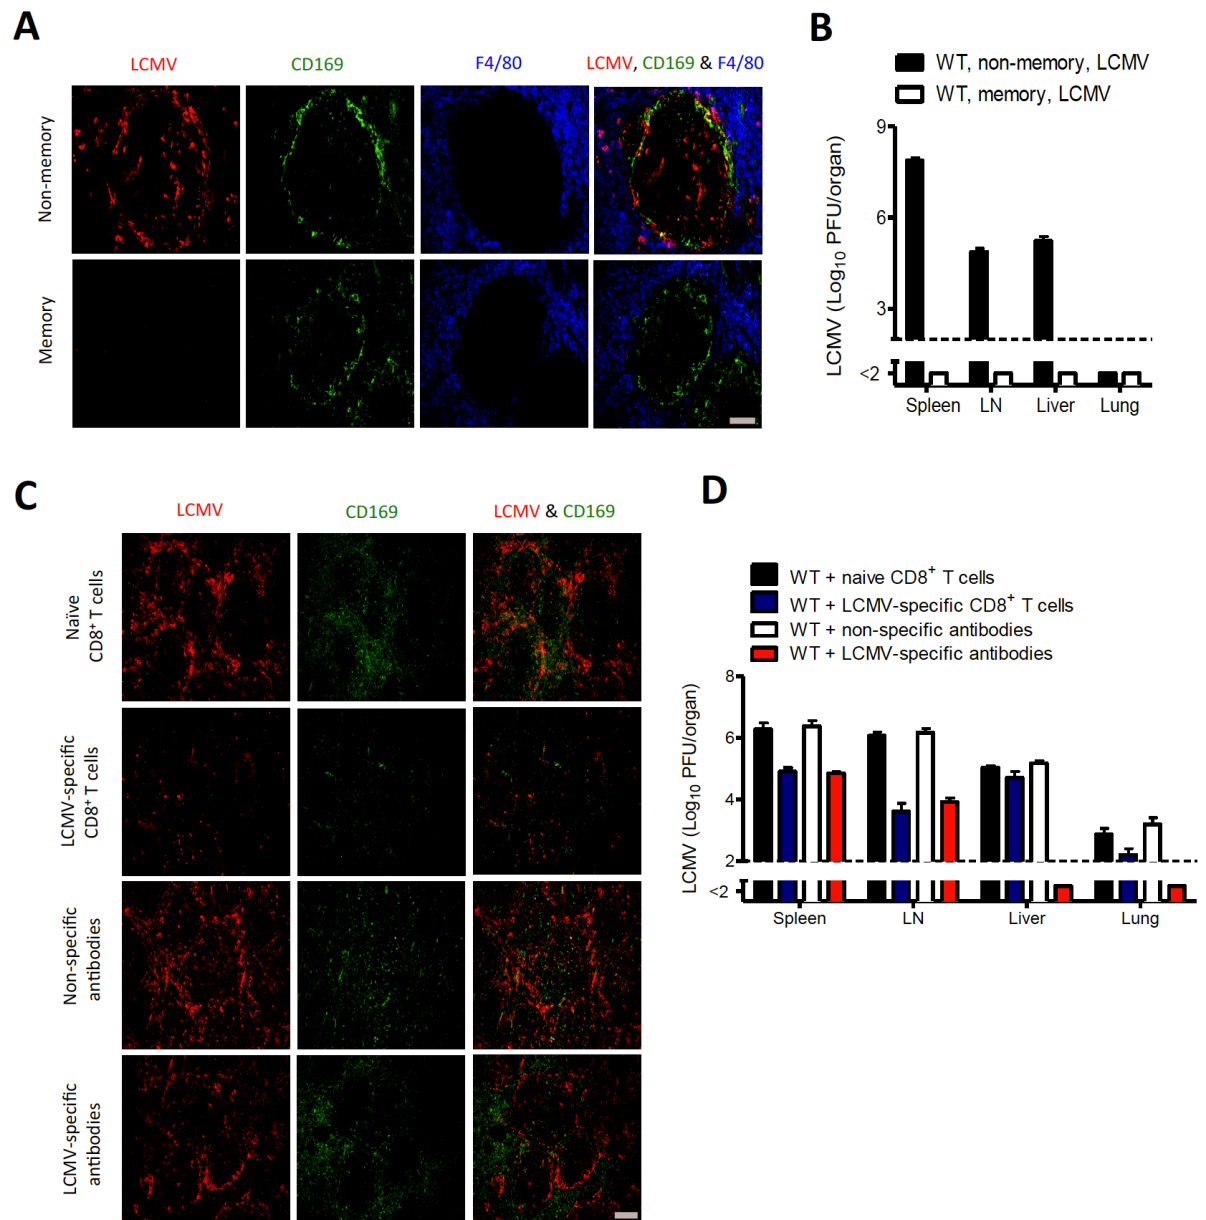 A
LCMV
CD169
F4/80
LCMV, CD169 & F4/80
Non-memory
Memory
B
WT, non-memory, LCMV
WT, memory, LCMV
LCMV (Log10 PFU/organ)
9
6
3
<2
Spleen
LN
Liver
Lung
C
LCMV
CD169
LCMV & CD169
Naïve
CD8+ T cells
LCMV-specific
CD8+ T cells
Non-specific
antibodies
LCMV-specific
antibodies
D
WT + naive CD8+ T cells
WT + LCMV-specific CD8+ T cells
WT + non-specific antibodies
WT + LCMV-specific antibodies
LCMV (Log10 PFU/organ)
8
6
4
2
<2
Spleen
LN
Liver
Lung